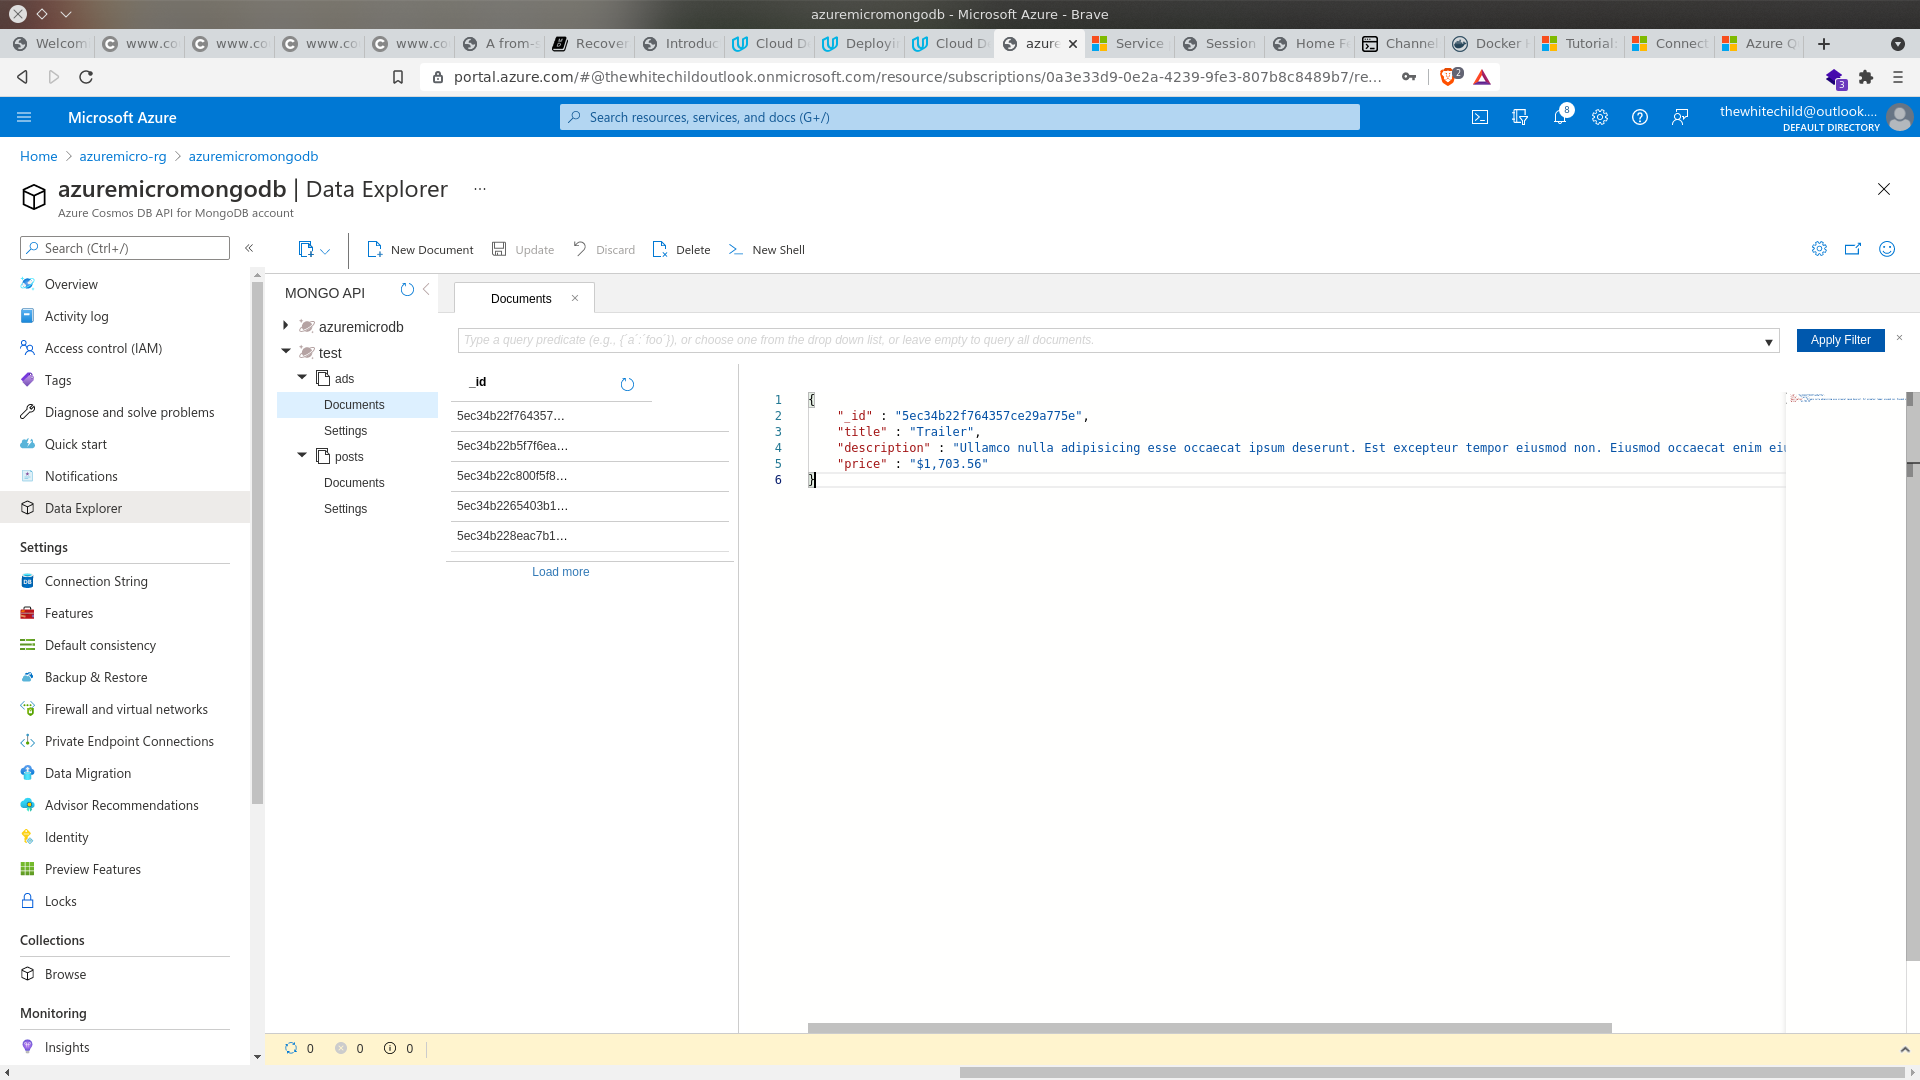 azuremicromongodb - Microsoft Azure - Brave
Welcom
www.co
www.co
www.co
www.co
A from-s
Recover
Introduc
Cloud D
Deployi
Cloud D
azure
Service
Session
Home F
Channel
Docker
Tutorial:
Connect
Azure Q
portal.azure.com/#@thewhitechildoutlook.onmicrosoft.com/resource/subscriptions/0a3e33d9-0e2a-4239-9fe3-807b8c8489b7/re...
2
3
Microsoft Azure
Search resources, services, and docs (G+/)
8
thewhitechild@outlook....
DEFAULT DIRECTORY
Home > azuremicro-rg > azuremicromongodb
azuremicromongodb | Data Explorer ...
Azure Cosmos DB API for MongoDB account
Search (Ctrl+/)
«
New Document
Update
Discard
Delete
New Shell
Overview
Activity log
Access control (IAM)
Tags
Diagnose and solve problems
Quick start
Notifications
Data Explorer
Settings
Connection String
Features
Default consistency
Backup & Restore
Firewall and virtual networks
Private Endpoint Connections
Data Migration
Advisor Recommendations
Identity
Preview Features
Locks
Collections
Browse
Monitoring
Insights
MONGO API
azuremicrodb
test
ads
Documents
Settings
posts
Documents
Settings
Documents
Type a query predicate (e.g., {´a´:´foo´}), or choose one from the drop down list, or leave empty to query all documents.
Apply Filter
_id
5ec34b22f764357...
5ec34b22b5f7f6ea...
5ec34b22c800f5f8...
5ec34b2265403b1...
5ec34b228eac7b1...
Load more
1 {
2 "_id" : "5ec34b22f764357ce29a775e",
3 "title" : "Trailer",
4 "description" : "Ullamco nulla adipisicing esse occaecat ipsum deserunt. Est excepteur tempor eiusmod non. Eiusmod occaecat enim eiu
5 "price" : "$1,703.56"
6 }
0 0 0